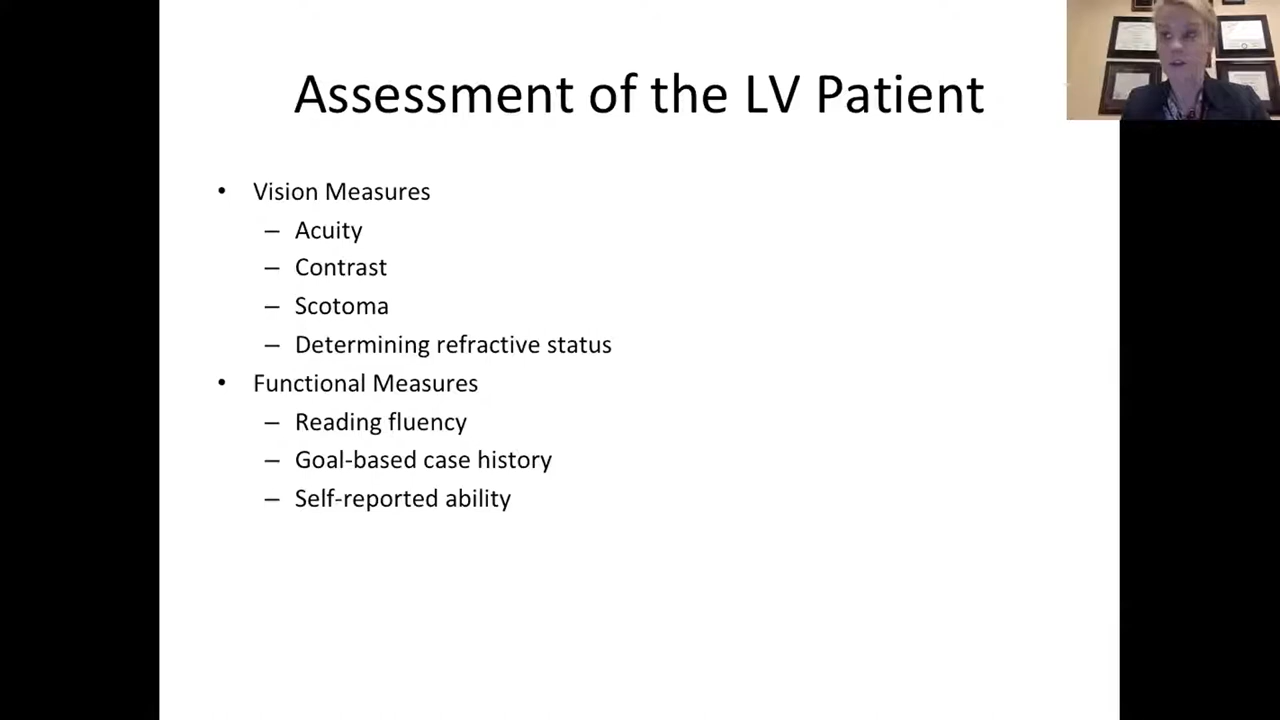 Assessment of the LV Patient
• Vision Measures
– Acuity
– Contrast
– Scotoma
– Determining refractive status
• Functional Measures
– Reading fluency
– Goal-based case history
– Self-reported ability